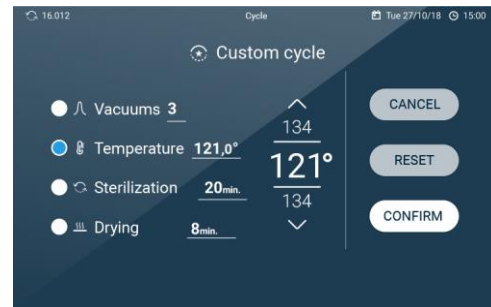 16.012 Cycle Tue 27/10/18 15:00
Custom cycle
Vacuums 3
Temperature 121,0°
Sterilization 20min.
Drying 8min.
134
121°
134
CANCEL
RESET
CONFIRM